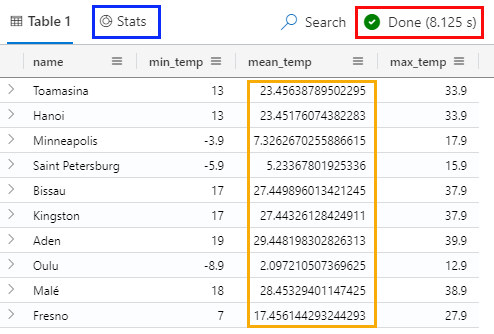 Table 1 Stats Search Done (8.125 s)
name min_temp mean_temp max_temp
Toamasina 13 23.45638789502295 33.9
Hanoi 13 23.45176074382283 33.9
Minneapolis -3.9 7.3262670255886615 17.9
Saint Petersburg -5.9 5.23367801925336 15.9
Bissau 17 27.449896013421245 37.9
Kingston 17 27.44326128424911 37.9
Aden 19 29.448198302826313 39.9
Oulu -8.9 2.097210507369625 12.9
Malé 18 28.45329401147425 38.9
Fresno 7 17.456144293244293 27.9